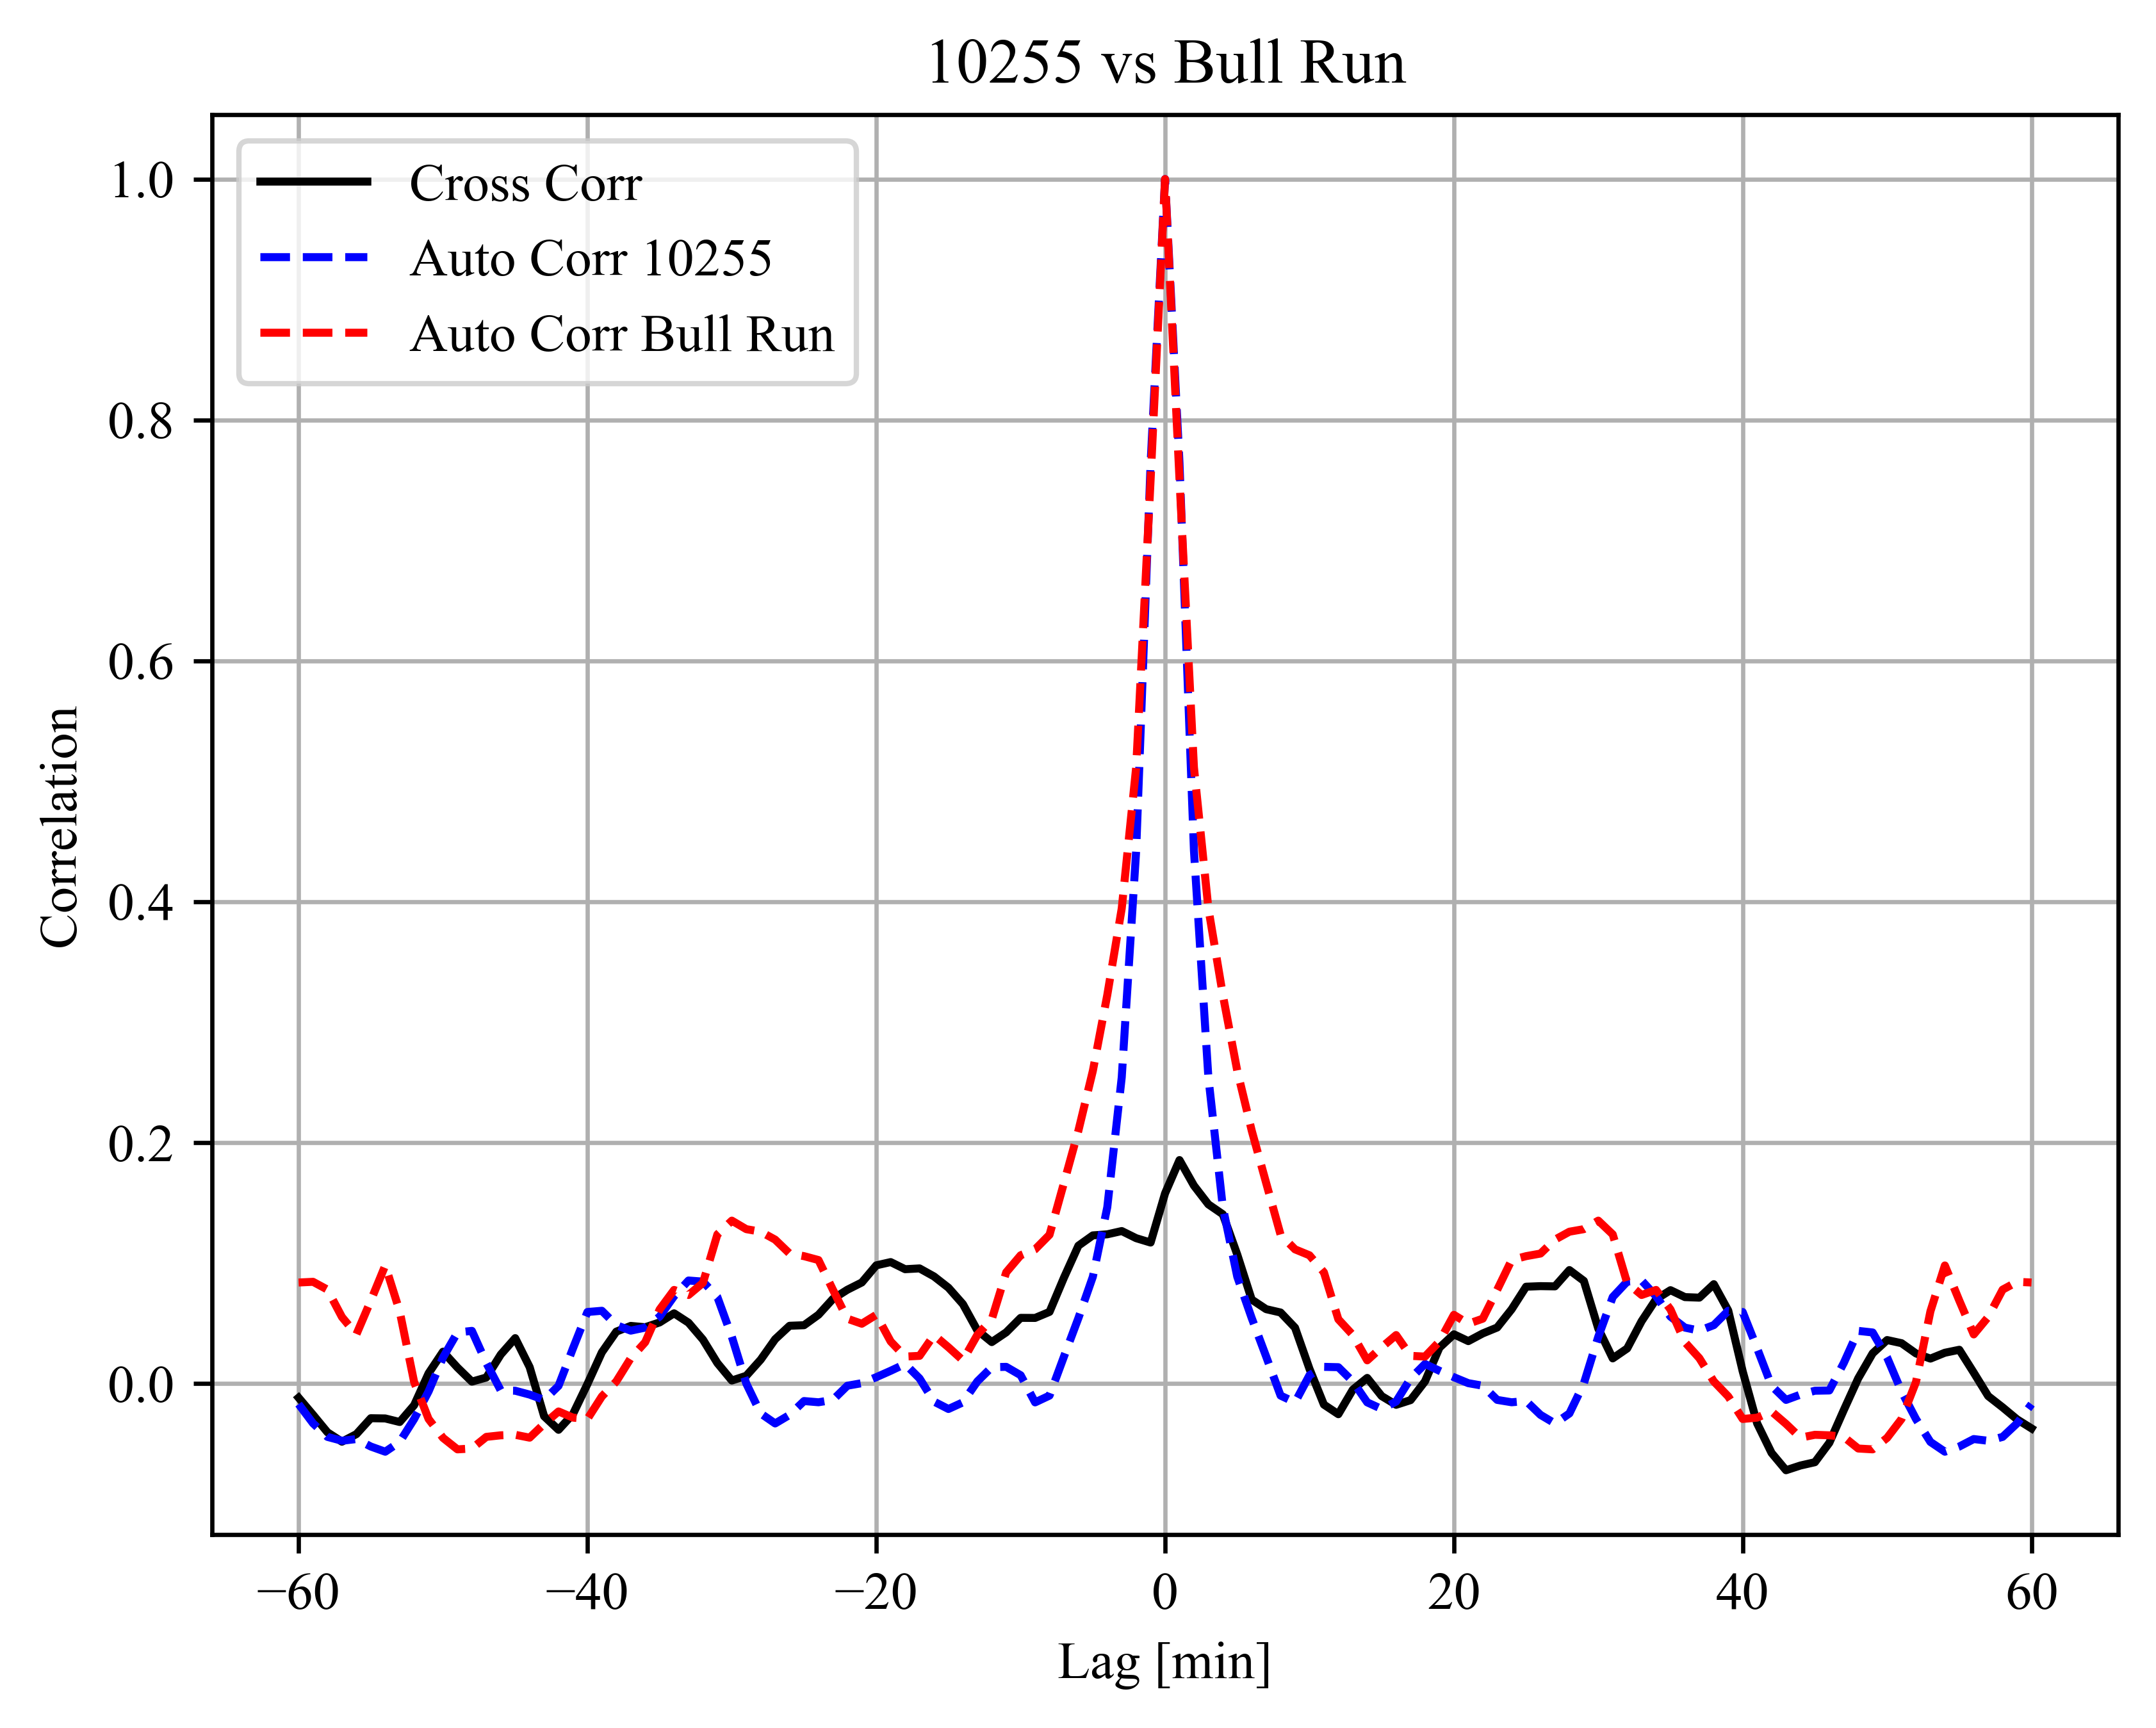 10255 vs Bull Run
Cross Corr
Auto Corr 10255
Auto Corr Bull Run
1.0
0.8
0.6
0.4
0.2
0.0
Correlation
−60 −40 −20 0 20 40 60
Lag [min]